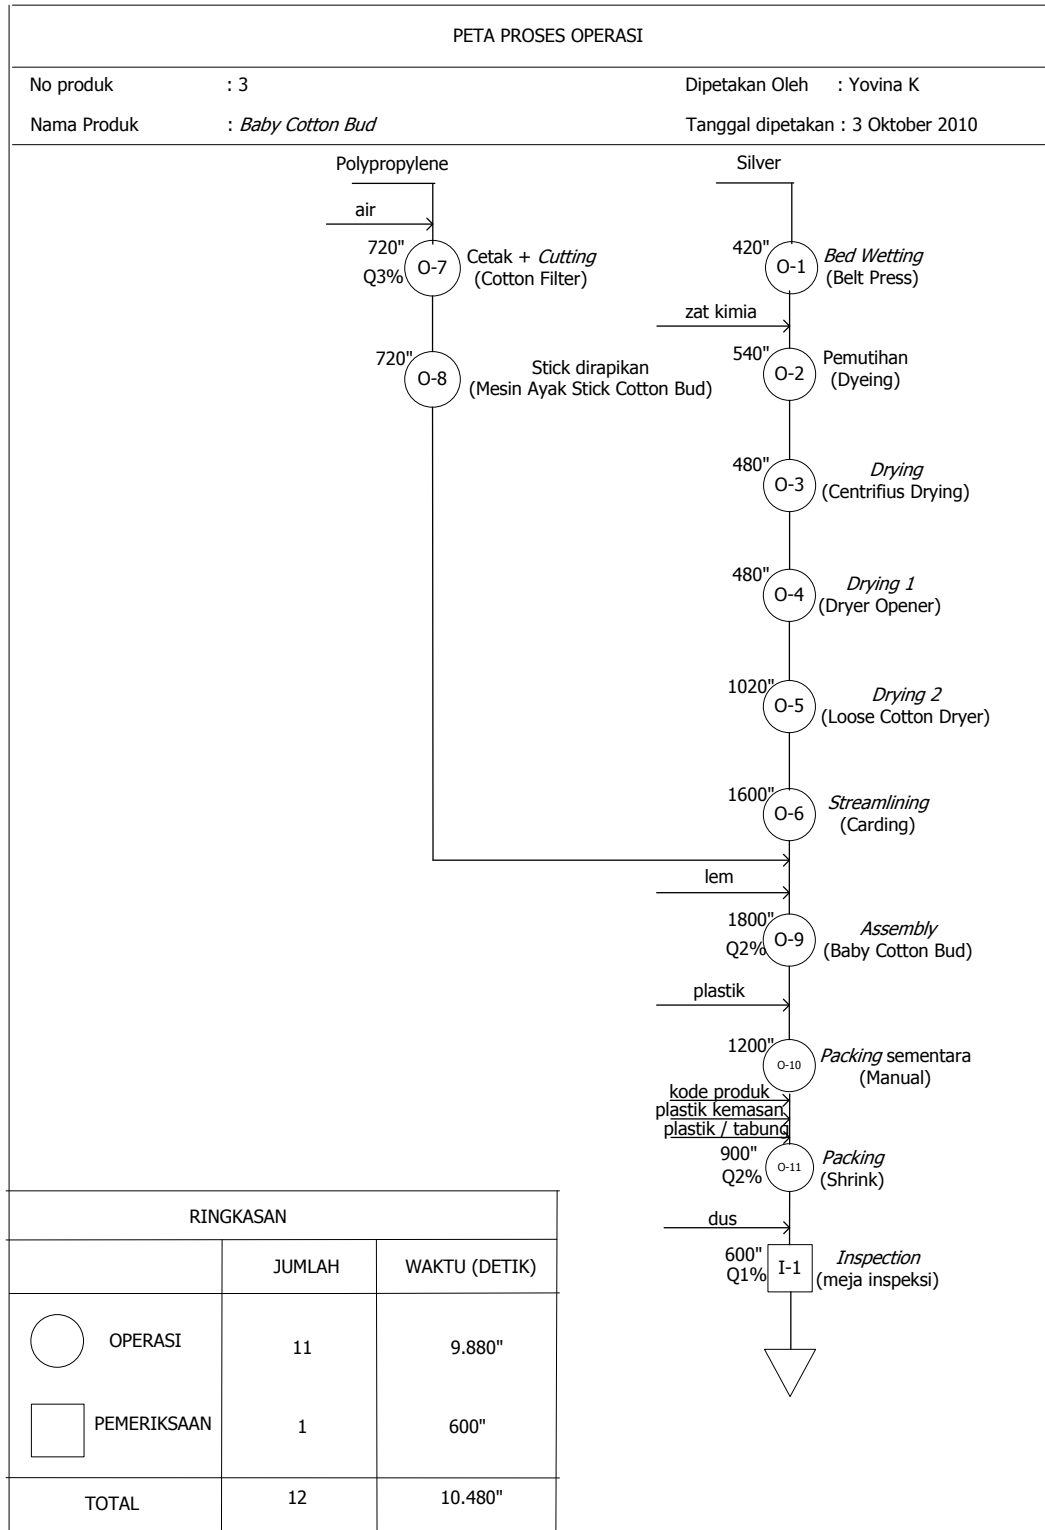 PETA PROSES OPERASI
No produk : 3
Dipetakan Oleh : Yovina K
Nama Produk : Baby Cotton Bud
Tanggal dipetakan : 3 Oktober 2010
Polypropylene
Silver
air
720"
Q3%
O-7
Cetak + Cutting
(Cotton Filter)
420"
O-1
Bed Wetting
(Belt Press)
zat kimia
720"
O-8
Stick dirapikan
(Mesin Ayak Stick Cotton Bud)
540"
O-2
Pemutihan
(Dyeing)
480"
O-3
Drying
(Centrifius Drying)
480"
O-4
Drying 1
(Dryer Opener)
1020"
O-5
Drying 2
(Loose Cotton Dryer)
1600"
O-6
Streamlining
(Carding)
lem
1800"
Q2%
O-9
Assembly
(Baby Cotton Bud)
plastik
1200"
O-10
Packing sementara
(Manual)
kode produk
plastik kemasan
plastik / tabung
900"
Q2%
O-11
Packing
(Shrink)
dus
600"
Q1%
I-1
Inspection
(meja inspeksi)
RINGKASAN
JUMLAH WAKTU (DETIK)
OPERASI 11 9.880"
PEMERIKSAAN 1 600"
TOTAL 12 10.480"